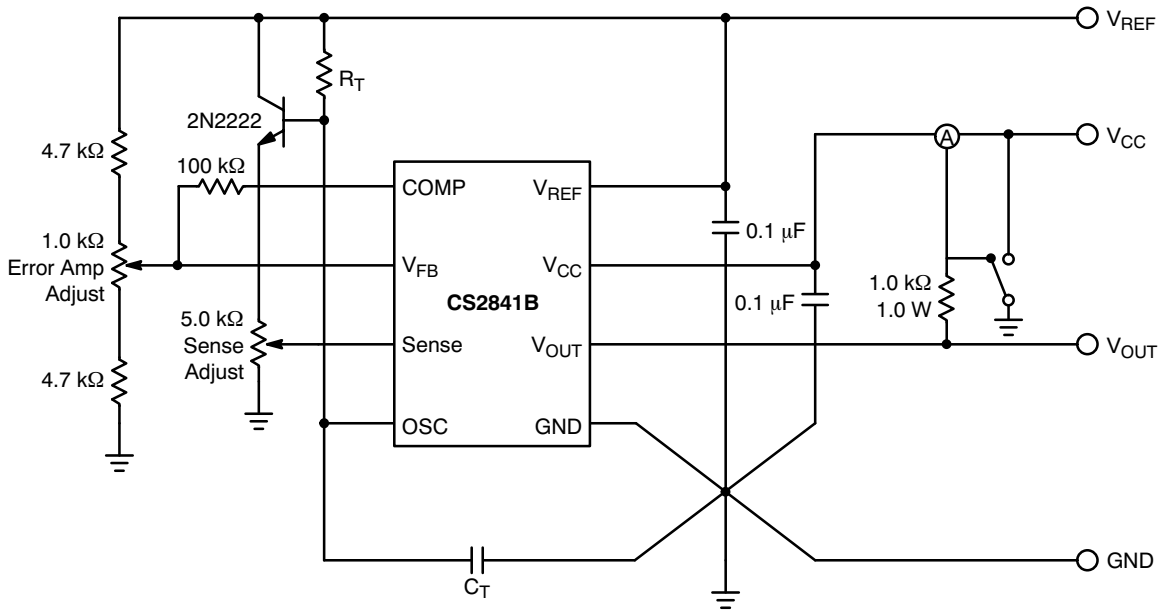 V_REF
R_T
2N2222
4.7 kΩ
100 kΩ
A
V_CC
COMP
V_REF
0.1 μF
1.0 kΩ
Error Amp
Adjust
V_FB
V_CC
CS2841B
0.1 μF
1.0 kΩ
1.0 W
5.0 kΩ
Sense
Adjust
Sense
V_OUT
V_OUT
4.7 kΩ
OSC
GND
C_T
GND